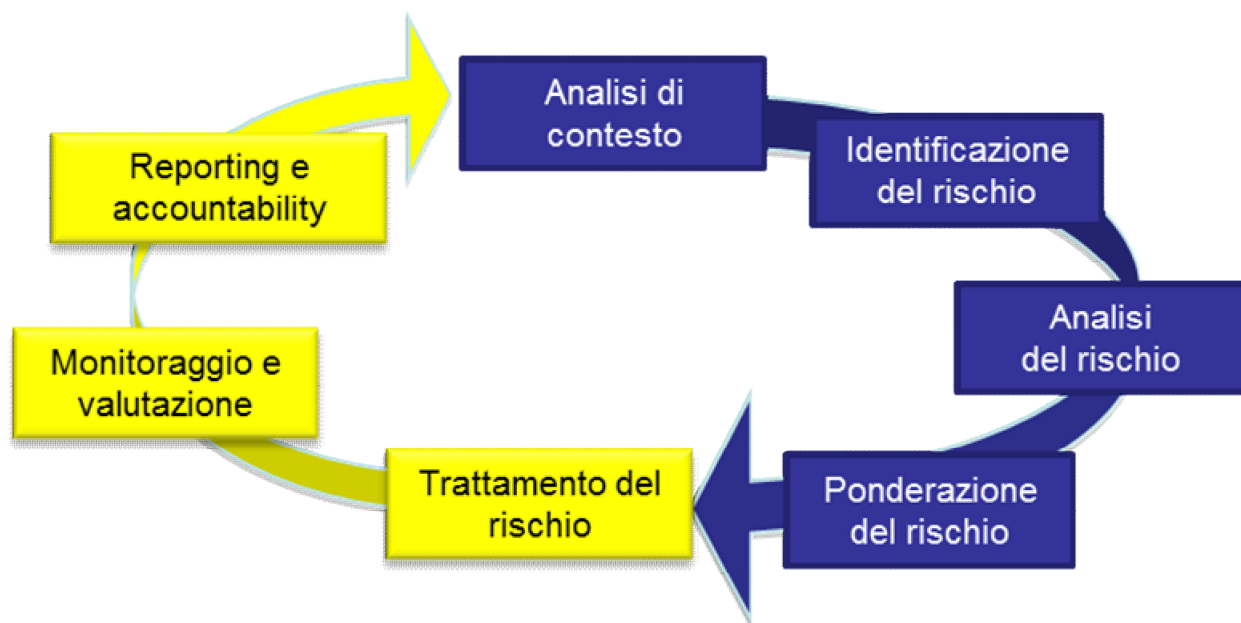 Analisi di
contesto
Identificazione
del rischio
Analisi
del rischio
Ponderazione
del rischio
Trattamento del
rischio
Monitoraggio e
valutazione
Reporting e
accountability